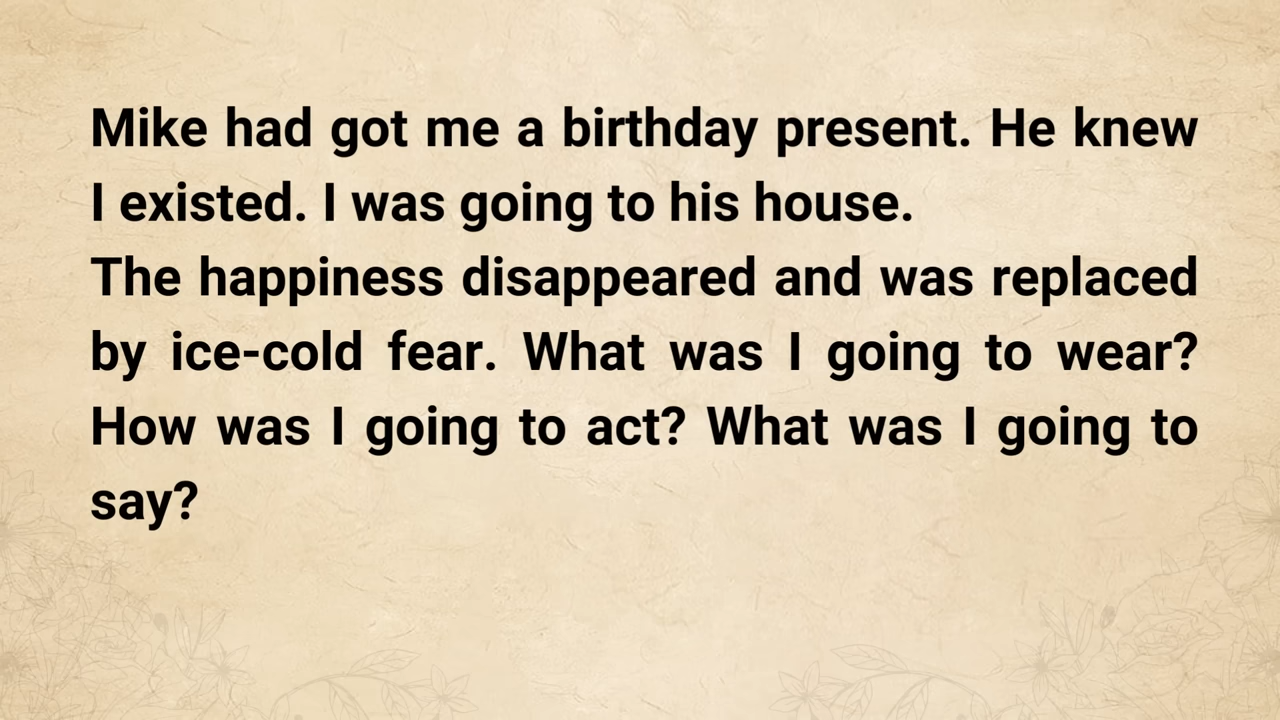 Mike had got me a birthday present. He knew
I existed. I was going to his house.
The happiness disappeared and was replaced
by ice-cold fear. What was I going to wear?
How was I going to act? What was I going to
say?